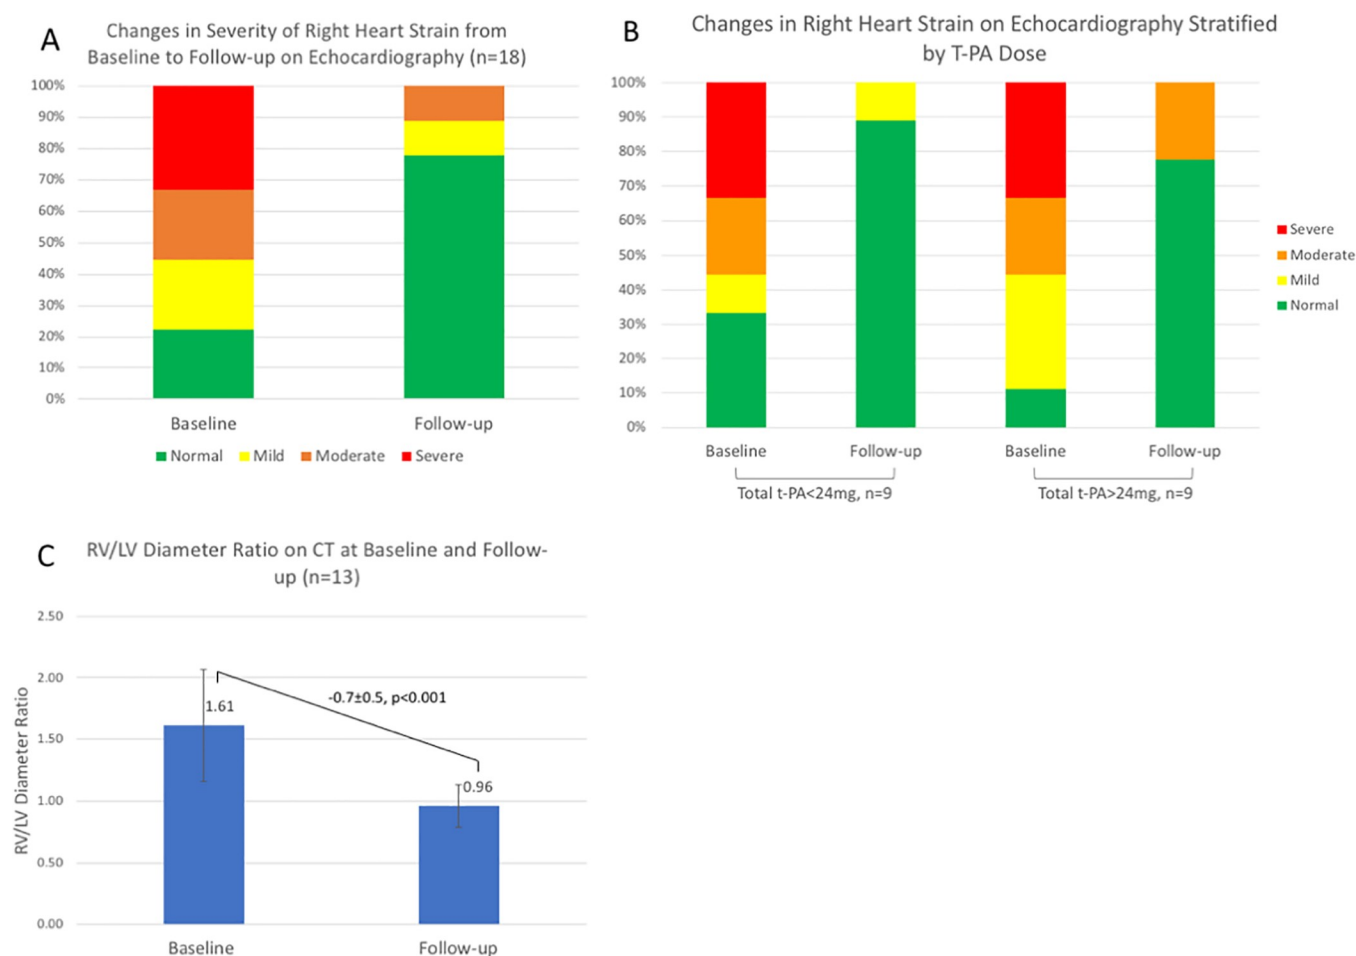 A
Changes in Severity of Right Heart Strain from
Baseline to Follow-up on Echocardiography (n=18)
100%
90%
80%
70%
60%
50%
40%
30%
20%
10%
0%
Baseline
Follow-up
Normal
Mild
Moderate
Severe
B
Changes in Right Heart Strain on Echocardiography Stratified
by T-PA Dose
100%
90%
80%
70%
60%
50%
40%
30%
20%
10%
0%
Baseline
Follow-up
Baseline
Follow-up
Total t-PA<24mg, n=9
Total t-PA>24mg, n=9
Severe
Moderate
Mild
Normal
C
RV/LV Diameter Ratio on CT at Baseline and Follow-
up (n=13)
RV/LV Diameter Ratio
2.50
2.00
1.50
1.00
0.50
0.00
1.61
-0.7±0.5, p<0.001
0.96
Baseline
Follow-up